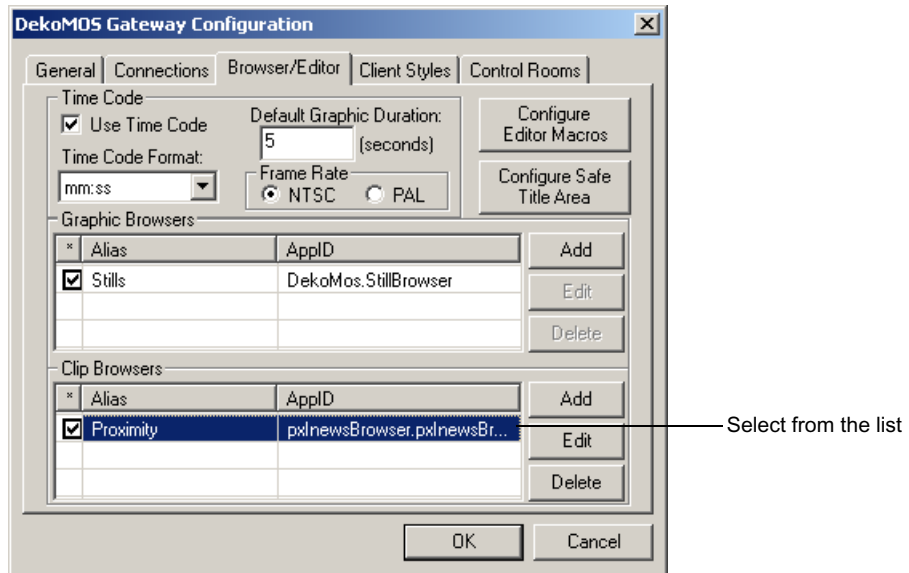 DekoMOS Gateway Configuration
General Connections Browser/Editor Client Styles Control Rooms
Time Code
Use Time Code
Default Graphic Duration:
5 (seconds)
Time Code Format:
mm:ss
Frame Rate
NTSC PAL
Configure
Editor Macros
Configure Safe
Title Area
Graphic Browsers
* Alias AppID
Stills DekoMos.StillBrowser
Add
Edit
Delete
Clip Browsers
* Alias AppID
Proximity pxInewsBrowser.pxInewsBr...
Add
Edit
Delete
Select from the list
OK Cancel